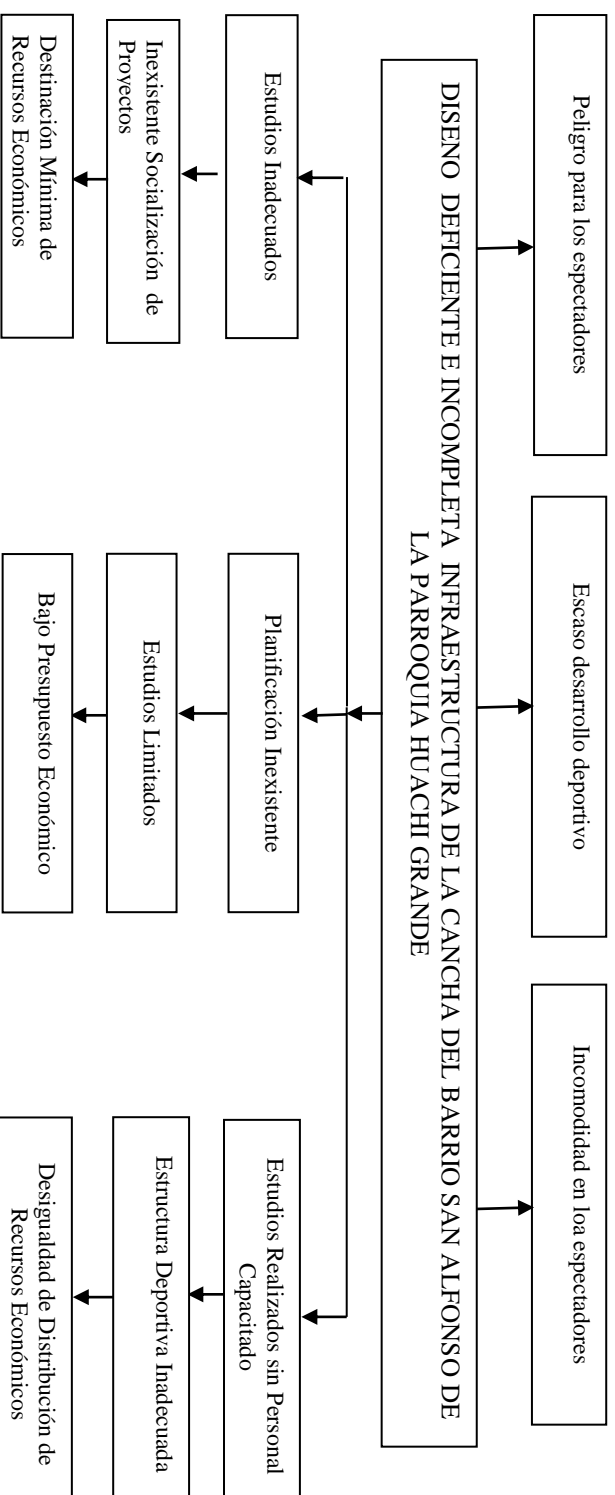 Peligro para los espectadores
Escaso desarrollo deportivo
Incomodidad en loa espectadores
DISENO DEFICIENTE E INCOMPLETA INFRAESTRUCTURA DE LA CANCHA DEL BARRIO SAN ALFONSO DE
LA PARROQUIA HUACHI GRANDE
Estudios Inadecuados
Planificación Inexistente
Estudios Realizados sin Personal
Capacitado
Inexistente Socialización de
Proyectos
Estudios Limitados
Estructura Deportiva Inadecuada
Destinación Mínima de
Recursos Económicos
Bajo Presupuesto Económico
Desigualdad de Distribución de
Recursos Económicos